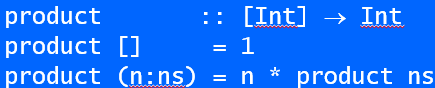 product :: [Int] → Int
product [] = 1
product (n:ns) = n * product ns